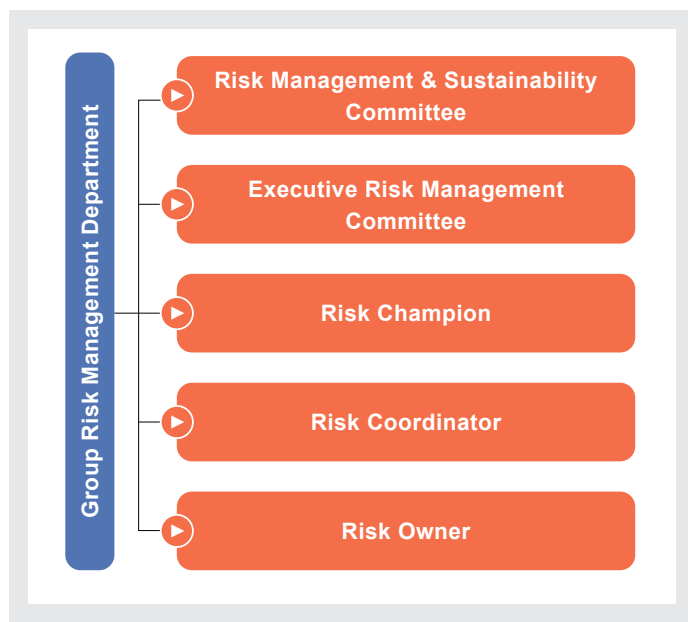 Group Risk Management Department
Risk Management & Sustainability
Committee
Executive Risk Management
Committee
Risk Champion
Risk Coordinator
Risk Owner